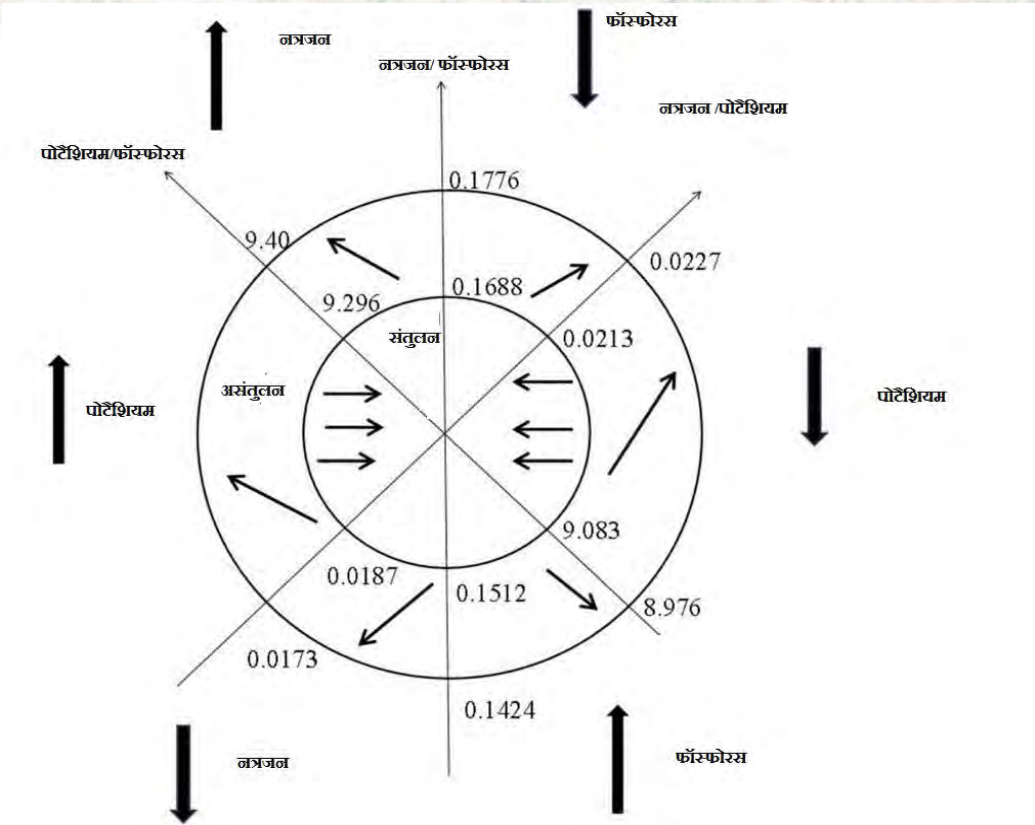 फॉस्फोरस
नत्रजन
नत्रजन/ फॉस्फोरस
नत्रजन /पोटैशियम
पोटैशियम/फॉस्फोरस
0.1776
9.40
0.0227
0.1688
9.296
संतुलन
0.0213
असंतुलन
पोटैशियम
पोटैशियम
9.083
0.0187
0.1512
8.976
0.0173
0.1424
नत्रजन
फॉस्फोरस